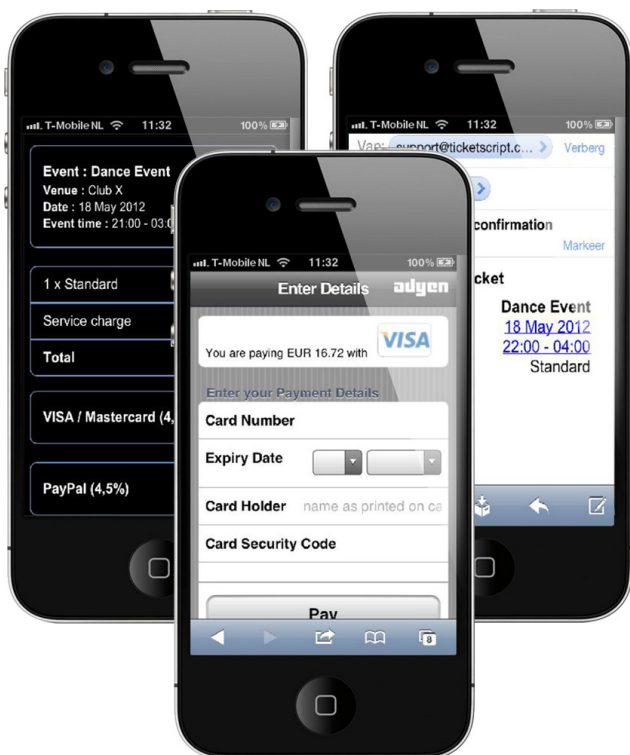 T-Mobile NL 11:32 100%
Event : Dance Event
Venue : Club X
Date : 18 May 2012
Event time : 21:00 - 03:0
1 x Standard
Service charge
Total
VISA / Mastercard (4,
PayPal (4,5%)
T-Mobile NL 11:32 100%
Enter Details adyen
You are paying EUR 16.72 with VISA
Enter your Payment Details
Card Number
Expiry Date
Card Holder name as printed on ca
Card Security Code
Pay
8
T-Mobile NL 11:32 100%
Van: support@ticketscript.c... Verberg
confirmation
Markeer
cket
Dance Event
18 May 2012
22:00 - 04:00
Standard